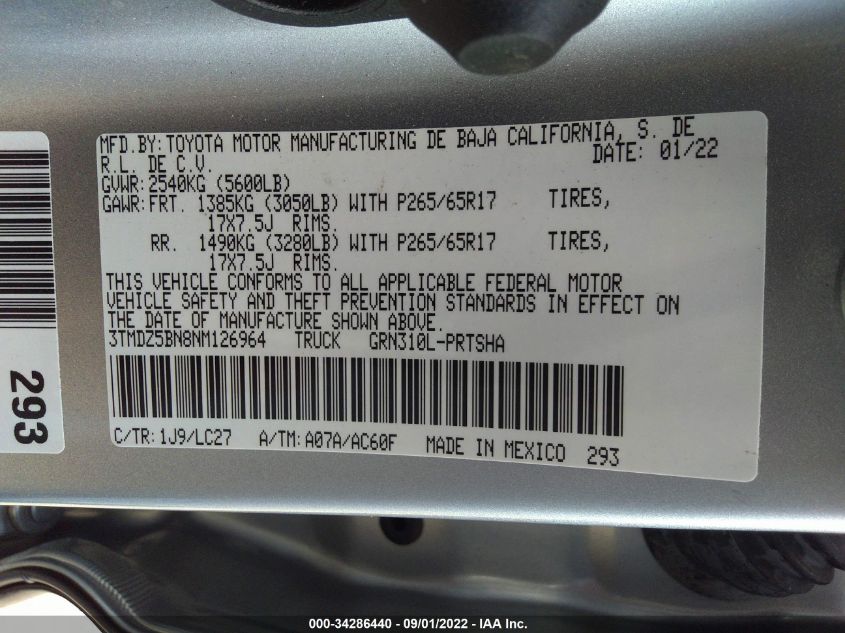 MFD.BY:TOYOTA MOTOR MANUFACTURING DE BAJA CALIFORNIA, S. DE
R.L. DE C.V. DATE: 01/22
GVWR:2540KG (5600LB)
GAWR:FRT. 1385KG (3050LB) WITH P265/65R17 TIRES,
17X7.5J RIMS.
RR. 1490KG (3280LB) WITH P265/65R17 TIRES,
17X7.5J RIMS.
THIS VEHICLE CONFORMS TO ALL APPLICABLE FEDERAL MOTOR
VEHICLE SAFETY AND THEFT PREVENTION STANDARDS IN EFFECT ON
THE DATE OF MANUFACTURE SHOWN ABOVE.
3TMDZ5BN8NM126964 TRUCK GRN310L-PRTSHA
C/TR:1J9/LC27 A/TM:A07A/AC60F MADE IN MEXICO 293
293
000-34286440 - 09/01/2022 - IAA Inc.